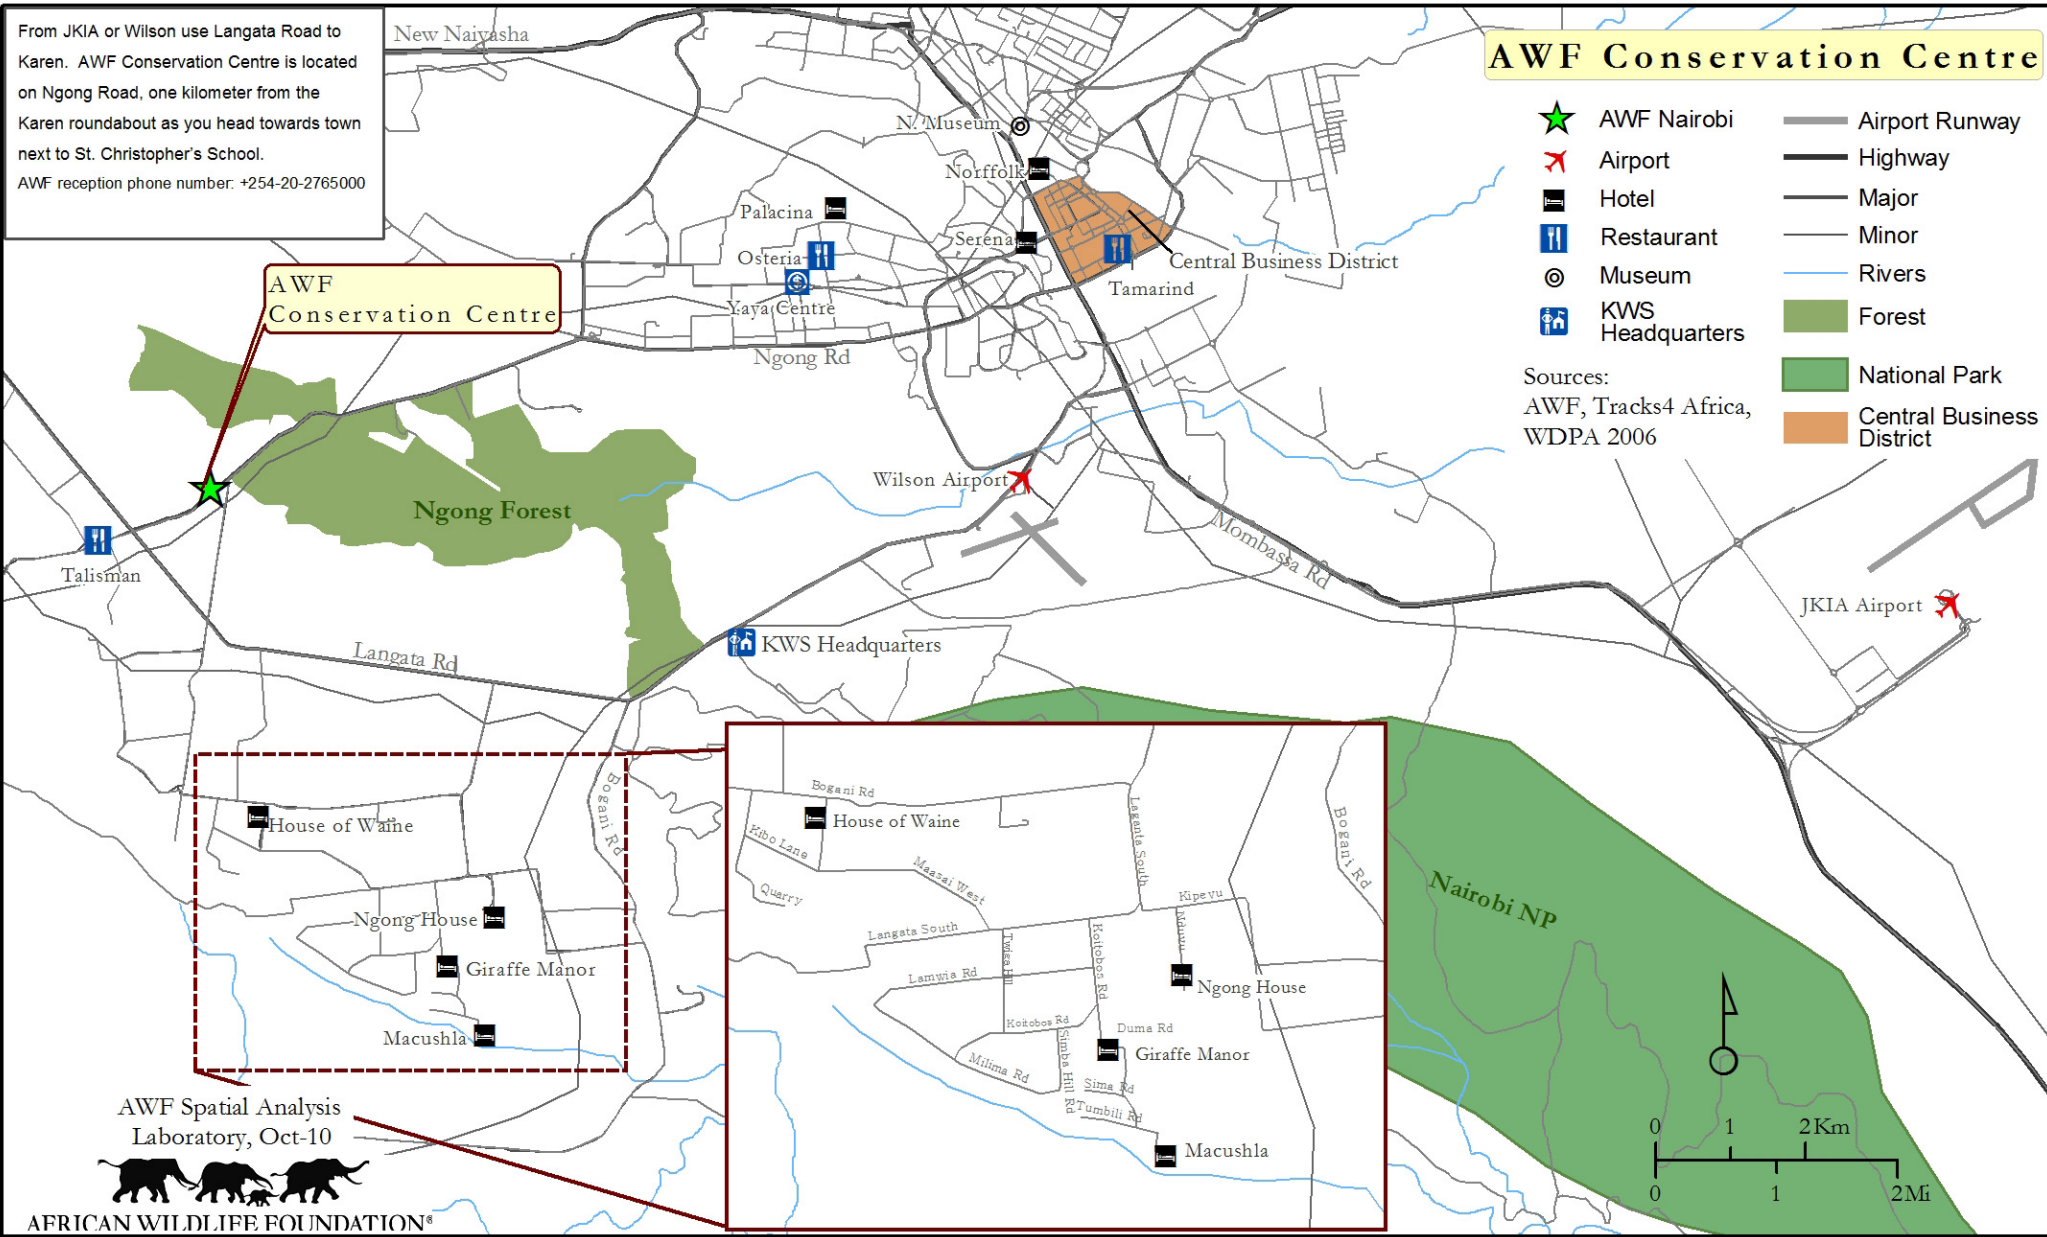 From JKIA or Wilson use Langata Road to
Karen. AWF Conservation Centre is located
on Ngong Road, one kilometer from the
Karen roundabout as you head towards town
next to St. Christopher's School.
AWF reception phone number: +254-20-2765000
New Naivasha
AWF Conservation Centre
AWF Nairobi
Airport
Hotel
Restaurant
Museum
KWS
Headquarters
Airport Runway
Highway
Major
Minor
Rivers
Forest
National Park
Central Business
District
Sources:
AWF, Tracks4 Africa,
WDPA 2006
N. Museum
Norffolk
Palacina
Serena
Osteria
Yaya Centre
Central Business District
Tamarind
Ngong Rd
AWF
Conservation Centre
Ngong Forest
Wilson Airport
Talisman
Mombassa Rd
JKIA Airport
KWS Headquarters
Langata Rd
Bogani Rd
House of Waine
Ngong House
Giraffe Manor
Macushla
Bogani Rd
House of Waine
Kibo Lane
Quarry
Maasai West
Laganta South
Bogani Rd
Kipevu
Langata South
Nduvu
Twiga Hill
Koitobos Rd
Lamwia Rd
Ngong House
Koitobos Rd
Duma Rd
Giraffe Manor
Milima Rd
Simba Hill Rd
Sima Rd
Tumbili Rd
Macushla
Nairobi NP
0 1 2 Km
0 1 2 Mi
AWF Spatial Analysis
Laboratory, Oct-10
AFRICAN WILDLIFE FOUNDATION®